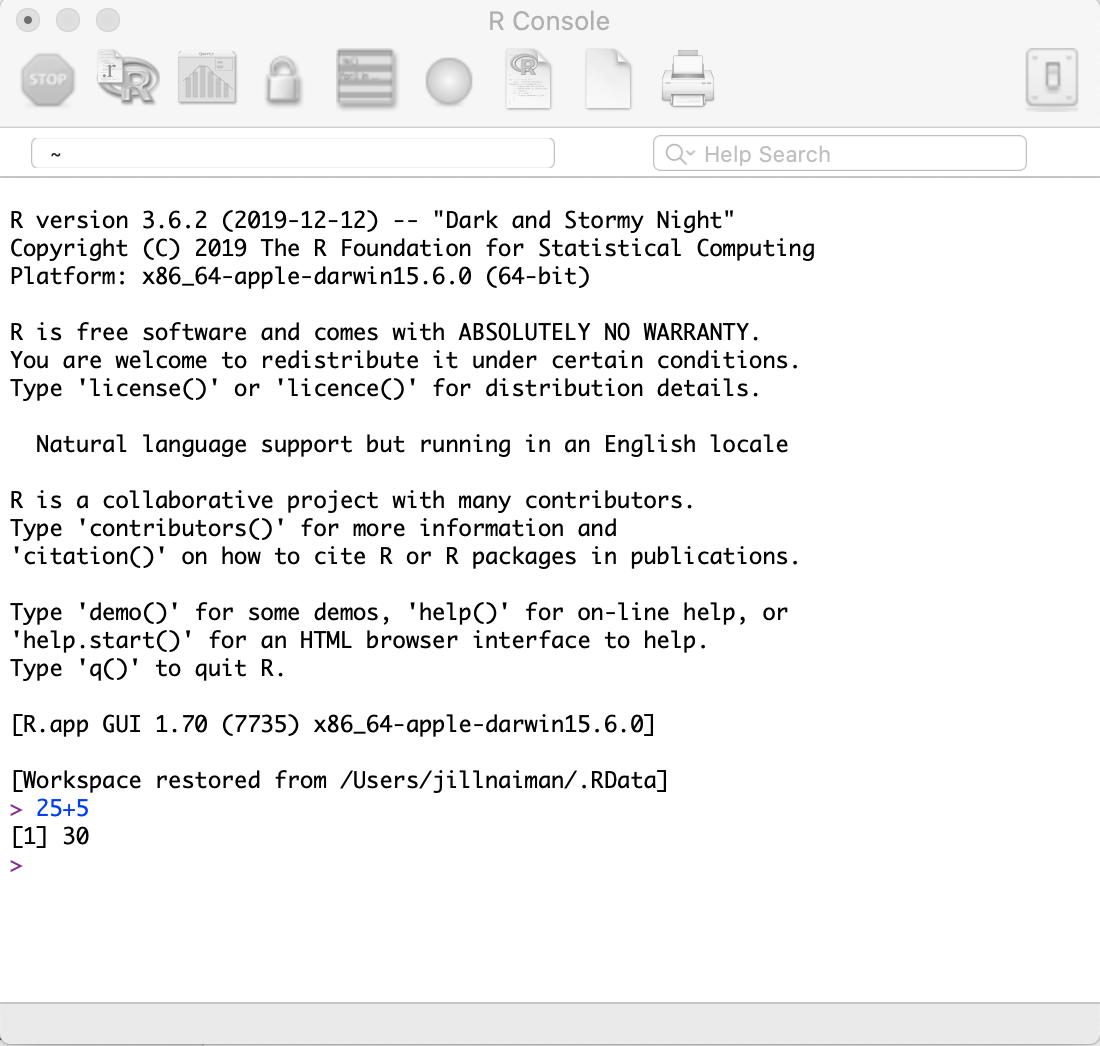 R Console
STOP
~
Help Search
R version 3.6.2 (2019-12-12) -- "Dark and Stormy Night"
Copyright (C) 2019 The R Foundation for Statistical Computing
Platform: x86_64-apple-darwin15.6.0 (64-bit)
R is free software and comes with ABSOLUTELY NO WARRANTY.
You are welcome to redistribute it under certain conditions.
Type 'license()' or 'licence()' for distribution details.
Natural language support but running in an English locale
R is a collaborative project with many contributors.
Type 'contributors()' for more information and
'citation()' on how to cite R or R packages in publications.
Type 'demo()' for some demos, 'help()' for on-line help, or
'help.start()' for an HTML browser interface to help.
Type 'q()' to quit R.
[R.app GUI 1.70 (7735) x86_64-apple-darwin15.6.0]
[Workspace restored from /Users/jillnaiman/.RData]
> 25+5
[1] 30
>